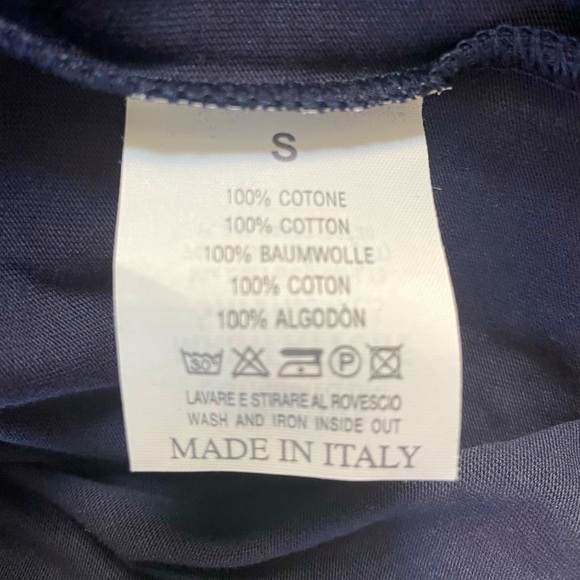 S
100% COTONE
100% COTTON
100% BAUMWOLLE
100% COTON
100% ALGODÒN
30° P
LAVARE E STIRARE AL ROVESCIO
WASH AND IRON INSIDE OUT
MADE IN ITALY